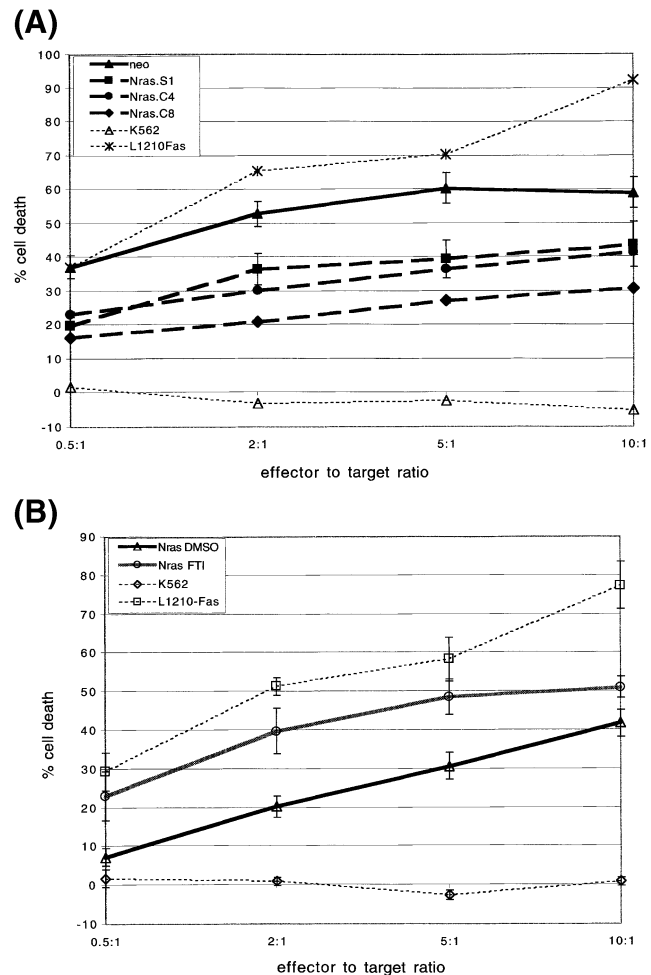 (A)
100
90
80
70
60
50
40
30
20
10
0
-10
% cell death
neo
Nras.S1
Nras.C4
Nras.C8
K562
L1210Fas
0.5:1 2:1 5:1 10:1
effector to target ratio
(B)
90
80
70
60
50
40
30
20
10
0
-10
% cell death
Nras DMSO
Nras FTI
K562
L1210-Fas
0.5:1 2:1 5:1 10:1
effector to target ratio